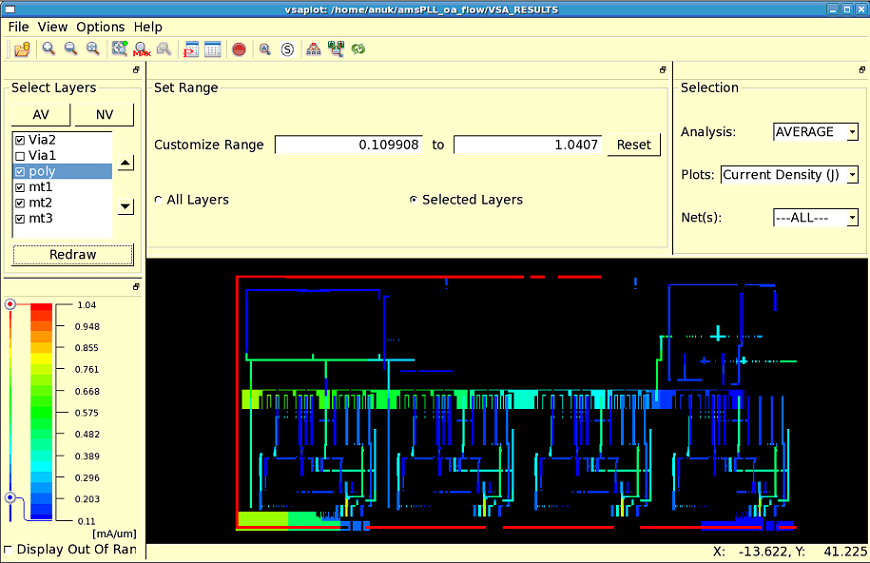 vsaplot: /home/anuk/amsPLL_oa_flow/VSA_RESULTS
File View Options Help
MAX
S
Select Layers
AV NV
Via2
Via1
poly
mt1
mt2
mt3
Redraw
Set Range
Customize Range 0.109908 to 1.0407 Reset
All Layers Selected Layers
Selection
Analysis: AVERAGE
Plots: Current Density (J)
Net(s): ---ALL---
1.04
0.948
0.855
0.761
0.668
0.575
0.482
0.389
0.296
0.203
0.11
[mA/um]
Display Out Of Ran
X: -13.622, Y: 41.225